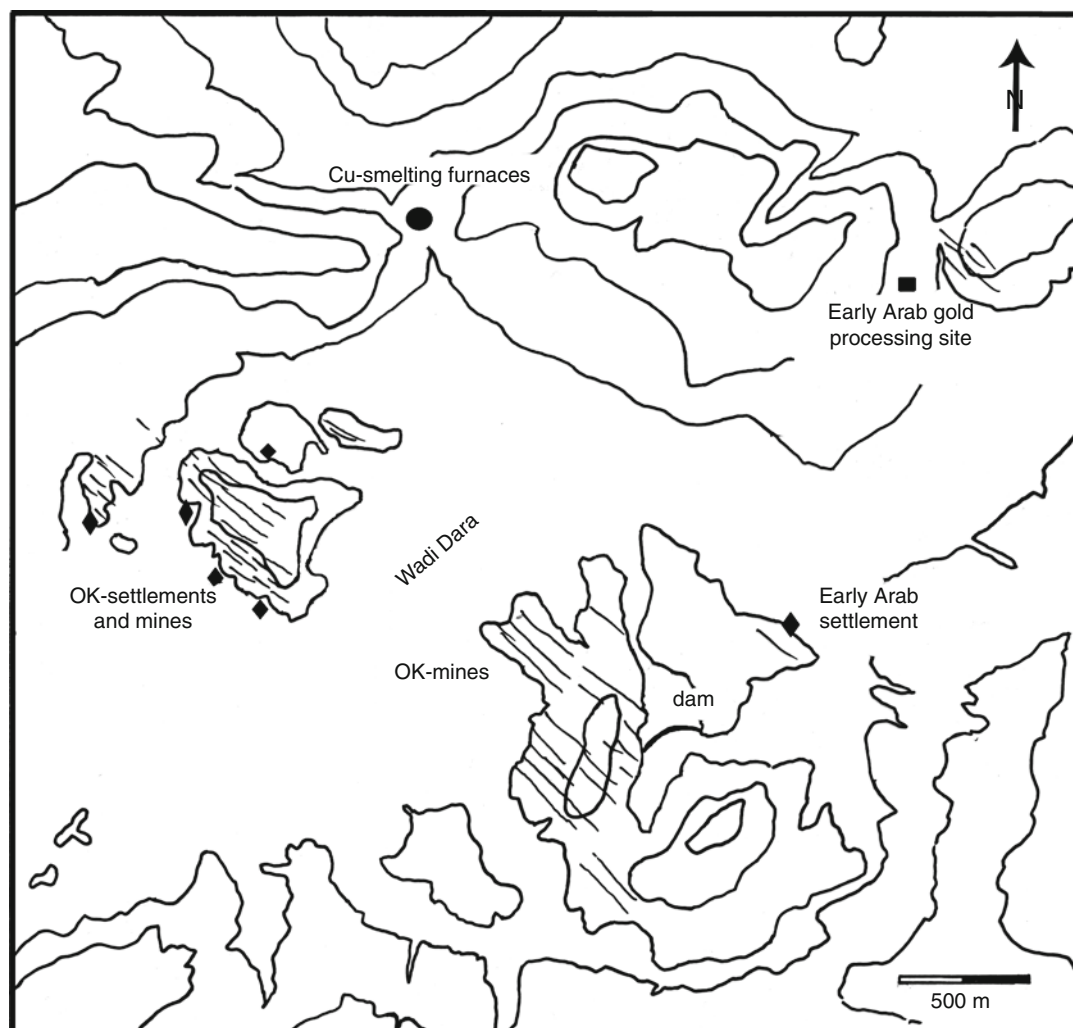 N
Cu-smelting furnaces
Early Arab gold
processing site
Wadi Dara
OK-settlements
and mines
Early Arab
settlement
OK-mines
dam
500 m